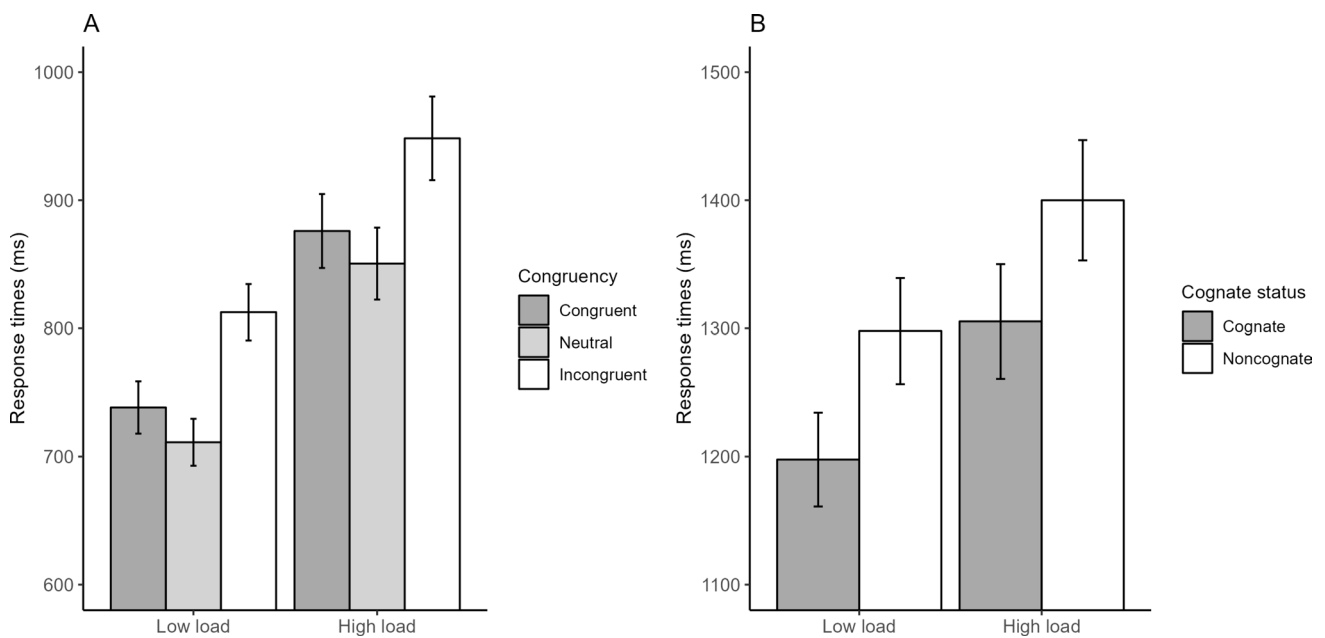 A
Response times (ms)
1000
900
800
700
600
Low load
High load
Congruency
Congruent
Neutral
Incongruent
B
Response times (ms)
1500
1400
1300
1200
1100
Low load
High load
Cognate status
Cognate
Noncognate